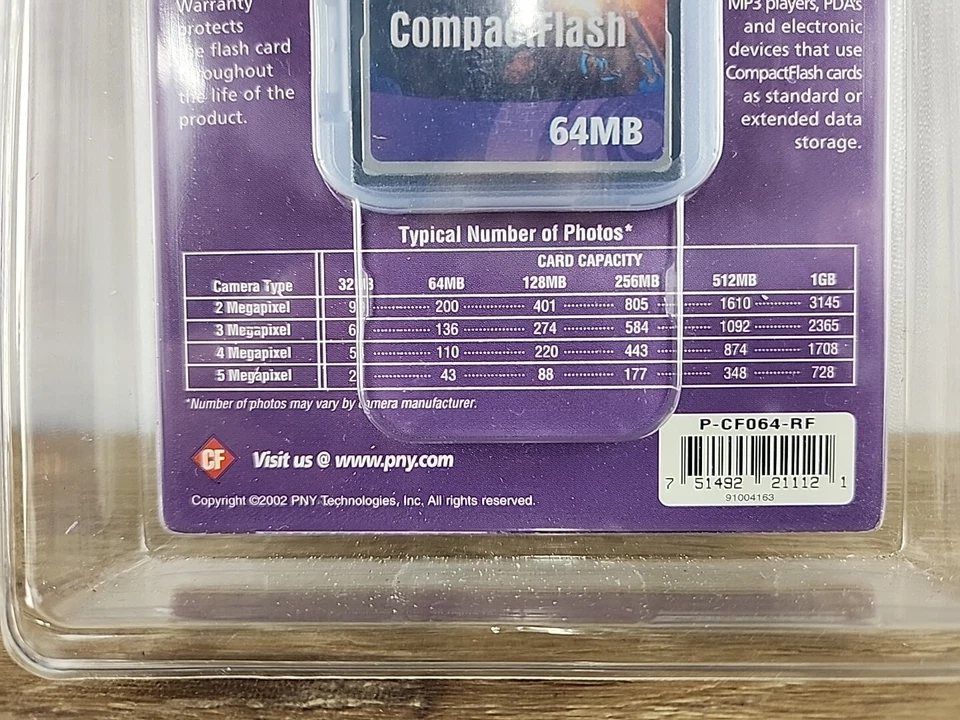 Warranty
protects
the flash card
throughout
the life of the
product.
CompactFlash™
64MB
MP3 players, PDAs
and electronic
devices that use
CompactFlash cards
as standard or
extended data
storage.
Typical Number of Photos*
CARD CAPACITY
Camera Type 32MB 64MB 128MB 256MB 512MB 1GB
2 Megapixel 200 401 805 1610 3145
3 Megapixel 136 274 584 1092 2365
4 Megapixel 110 220 443 874 1708
5 Megapixel 43 88 177 348 728
*Number of photos may vary by camera manufacturer.
CF Visit us @ www.pny.com
Copyright ©2002 PNY Technologies, Inc. All rights reserved.
P-CF064-RF
7 51492 21112 1
91004163